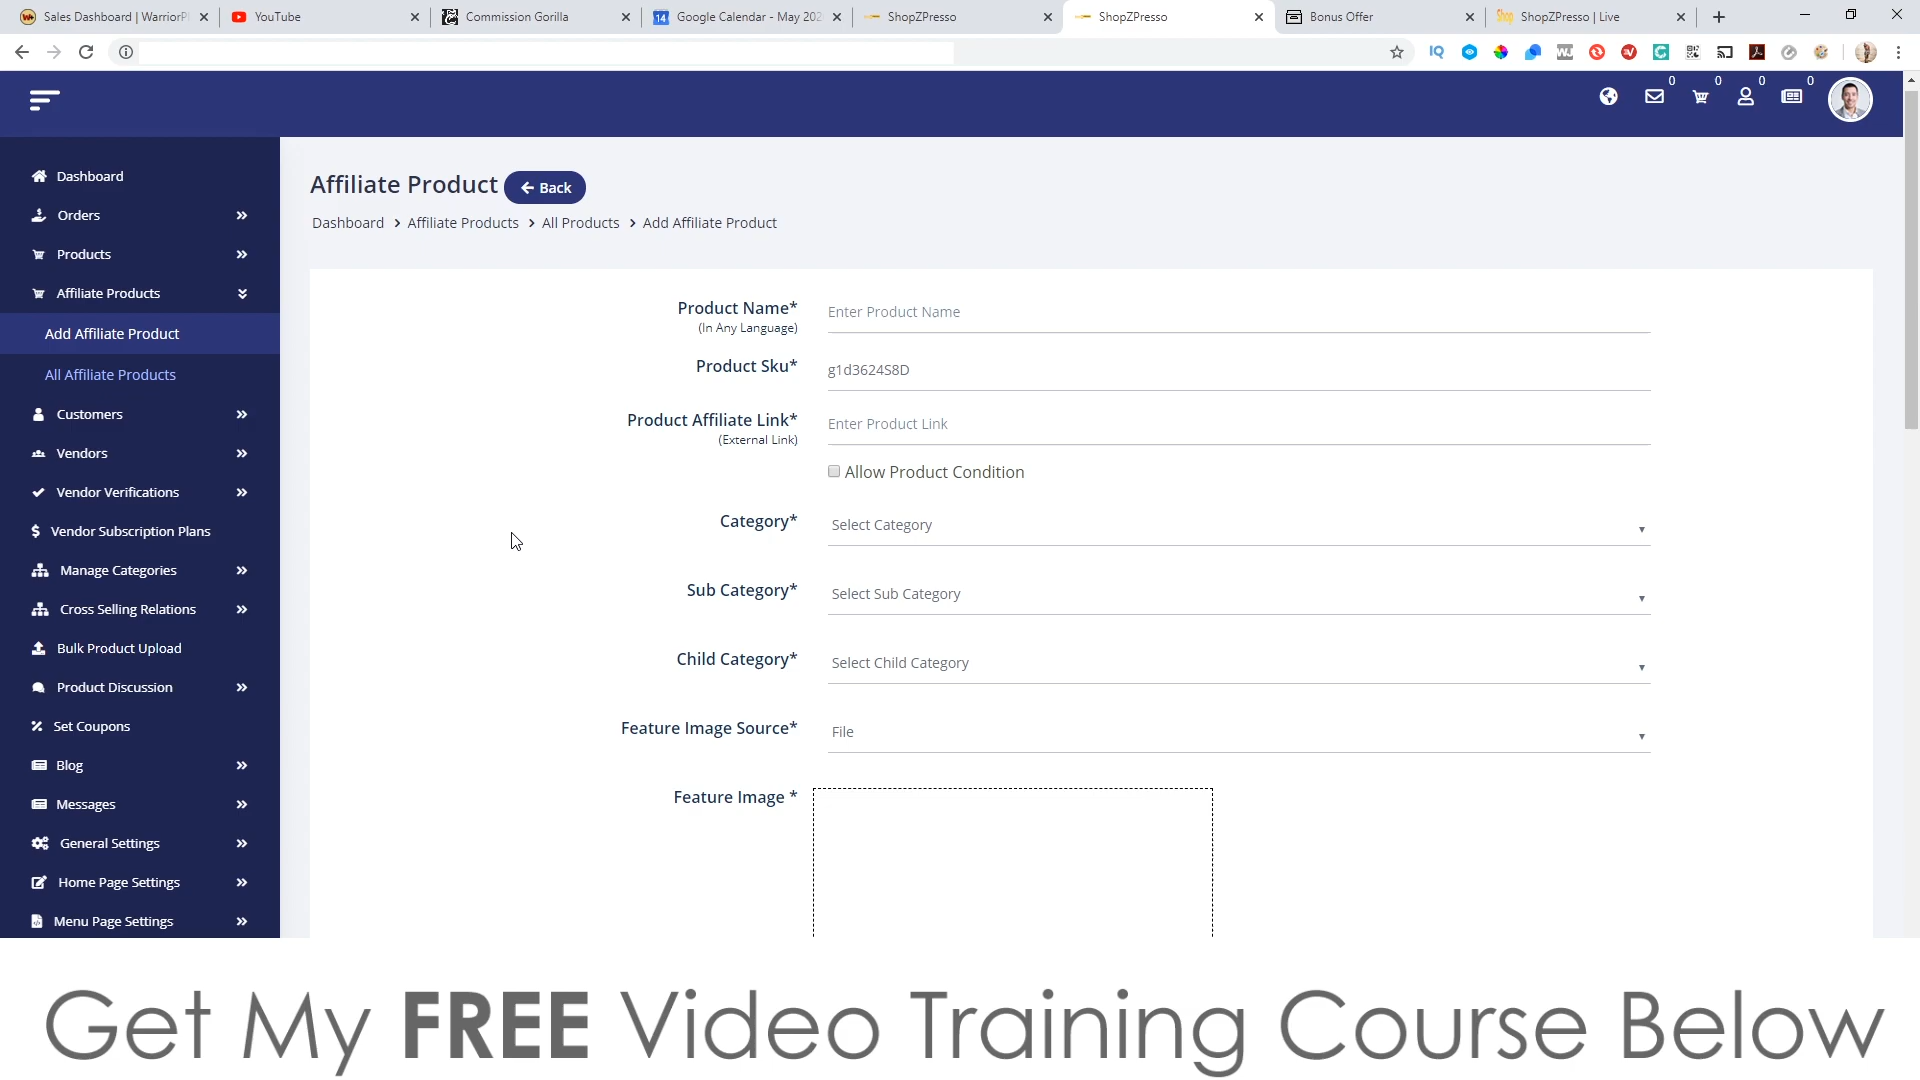 Sales Dashboard | WarriorP
YouTube
Commission Gorilla
Google Calendar - May 202
ShopZPresso
ShopZPresso
Bonus Offer
ShopZPresso | Live
0
0
0
0
Dashboard
Orders
Products
Affiliate Products
Add Affiliate Product
All Affiliate Products
Customers
Vendors
Vendor Verifications
Vendor Subscription Plans
Manage Categories
Cross Selling Relations
Bulk Product Upload
Product Discussion
Set Coupons
Blog
Messages
General Settings
Home Page Settings
Menu Page Settings
Affiliate Product
Back
Dashboard > Affiliate Products > All Products > Add Affiliate Product
Product Name* Enter Product Name
(In Any Language)
Product Sku* g1d3624S8D
Product Affiliate Link* Enter Product Link
(External Link)
Allow Product Condition
Category* Select Category
Sub Category* Select Sub Category
Child Category* Select Child Category
Feature Image Source* File
Feature Image *
Get My FREE Video Training Course Below